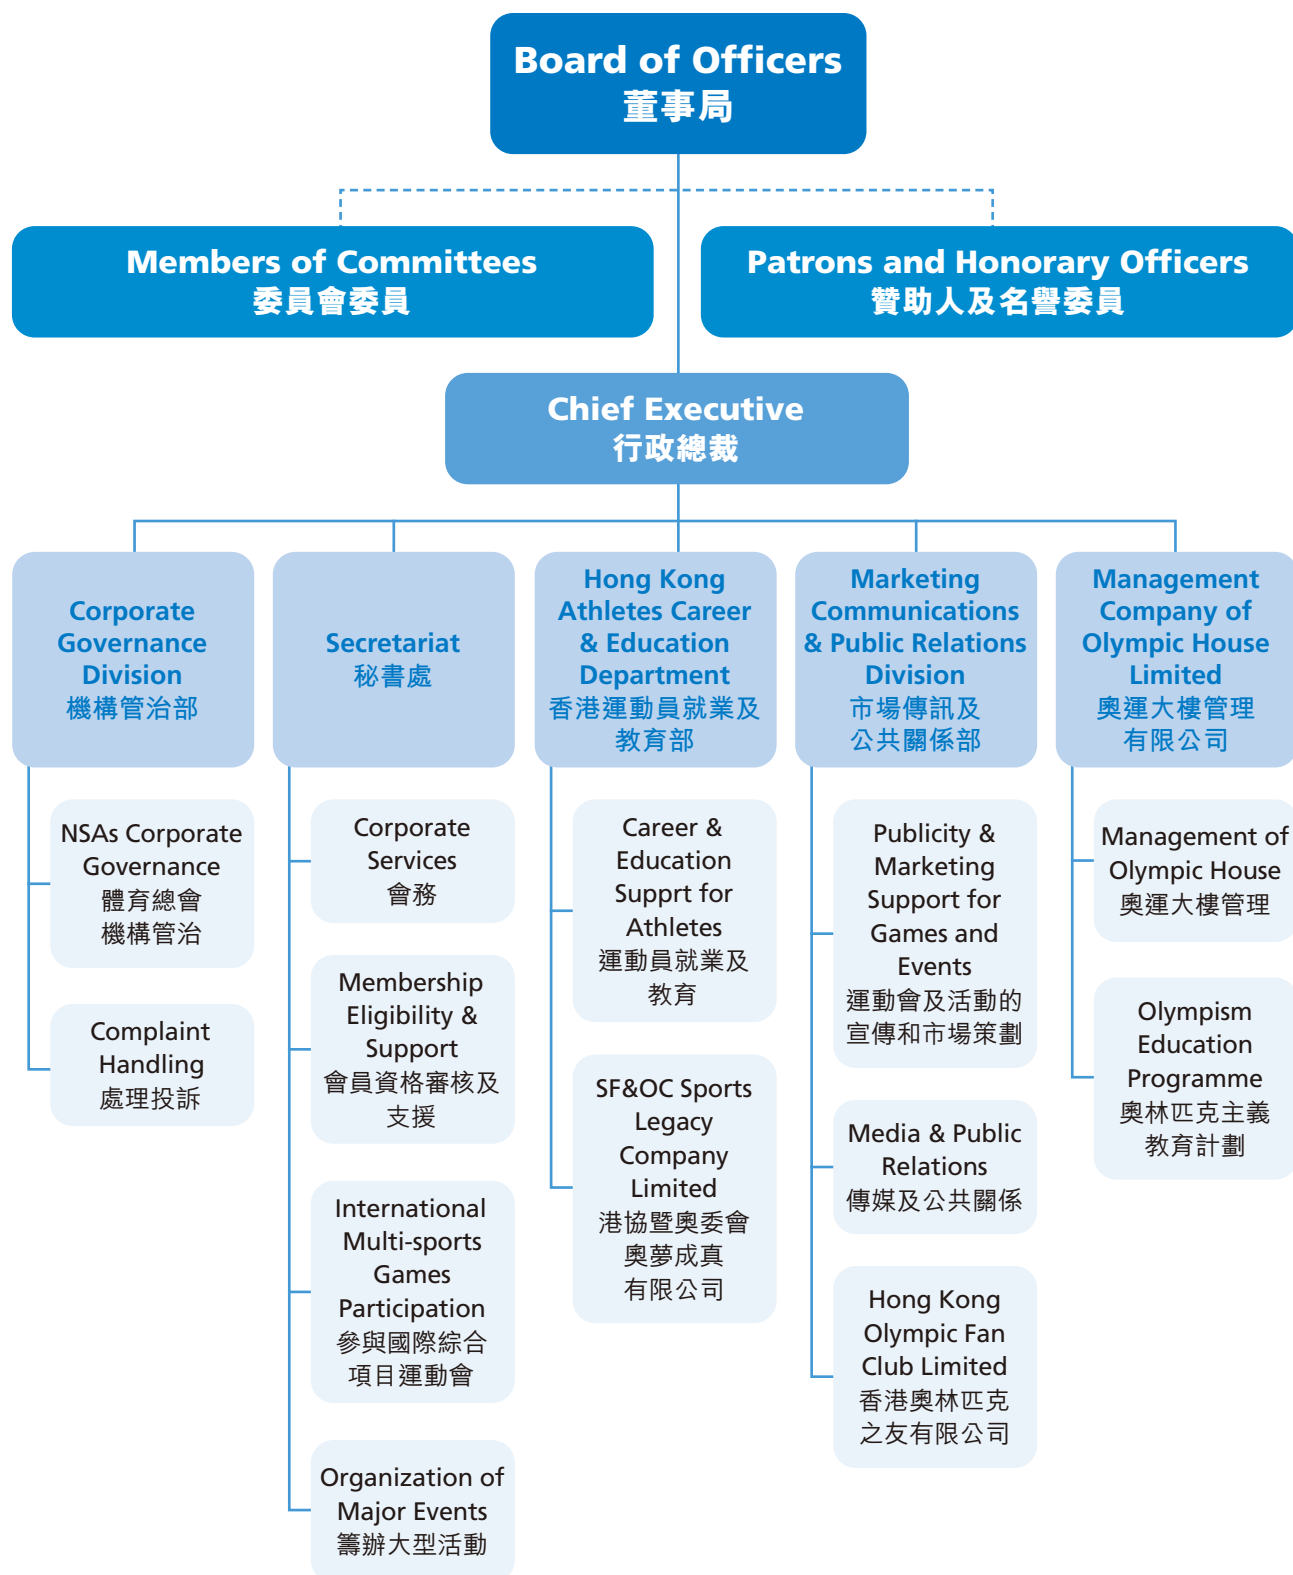 Board of Officers
董事局
Members of Committees
委員會委員
Patrons and Honorary Officers
贊助人及名譽委員
Chief Executive
行政總裁
Corporate
Governance
Division
機構管治部
Secretariat
秘書處
Hong Kong
Athletes Career
& Education
Department
香港運動員就業及
教育部
Marketing
Communications
& Public Relations
Division
市場傳訊及
公共關係部
Management
Company of
Olympic House
Limited
奧運大樓管理
有限公司
NSAs Corporate
Governance
體育總會
機構管治
Complaint
Handling
處理投訴
Corporate
Services
會務
Membership
Eligibility &
Support
會員資格審核及
支援
International
Multi-sports
Games
Participation
參與國際綜合
項目運動會
Organization of
Major Events
籌辦大型活動
Career &
Education
Supprt for
Athletes
運動員就業及
教育
SF&OC Sports
Legacy
Company
Limited
港協暨奧委會
奧夢成真
有限公司
Publicity &
Marketing
Support for
Games and
Events
運動會及活動的
宣傳和市場策劃
Media & Public
Relations
傳媒及公共關係
Hong Kong
Olympic Fan
Club Limited
香港奧林匹克
之友有限公司
Management of
Olympic House
奧運大樓管理
Olympism
Education
Programme
奧林匹克主義
教育計劃